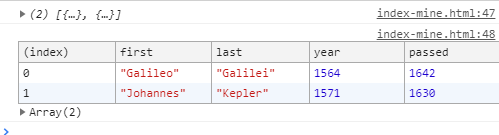 ▶ (2) [{…}, {…}] index-mine.html:47
index-mine.html:48
(index) first last year passed
0 "Galileo" "Galilei" 1564 1642
1 "Johannes" "Kepler" 1571 1630
▶ Array(2)
>